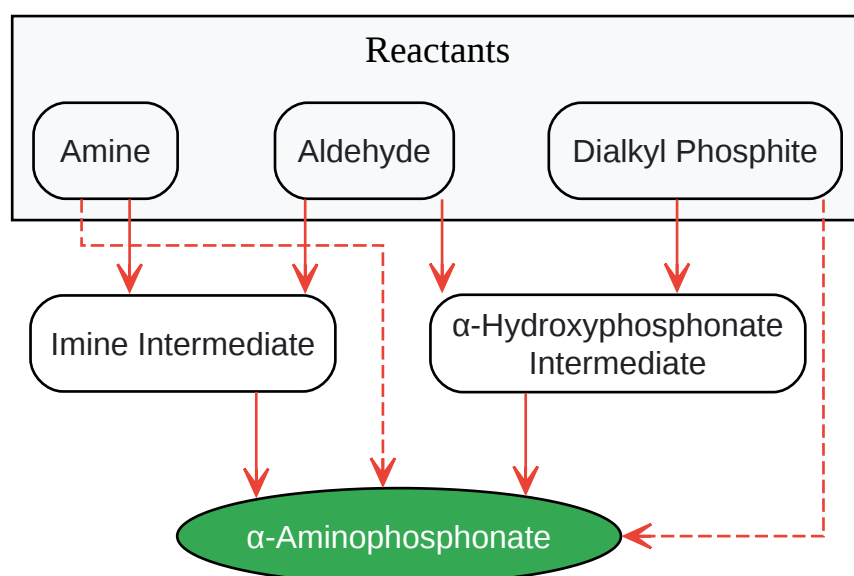 Reactants
Amine
Aldehyde
Dialkyl Phosphite
Imine Intermediate
α-Hydroxyphosphonate
Intermediate
α-Aminophosphonate